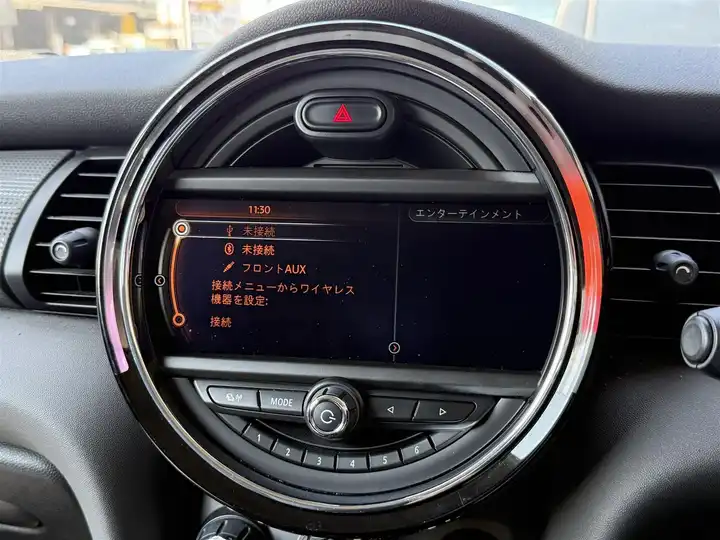 11:30
エンターテインメント
未接続
未接続
フロントAUX
接続メニューからワイヤレス
機器を設定:
接続
MODE
1 2 3 4 5 6